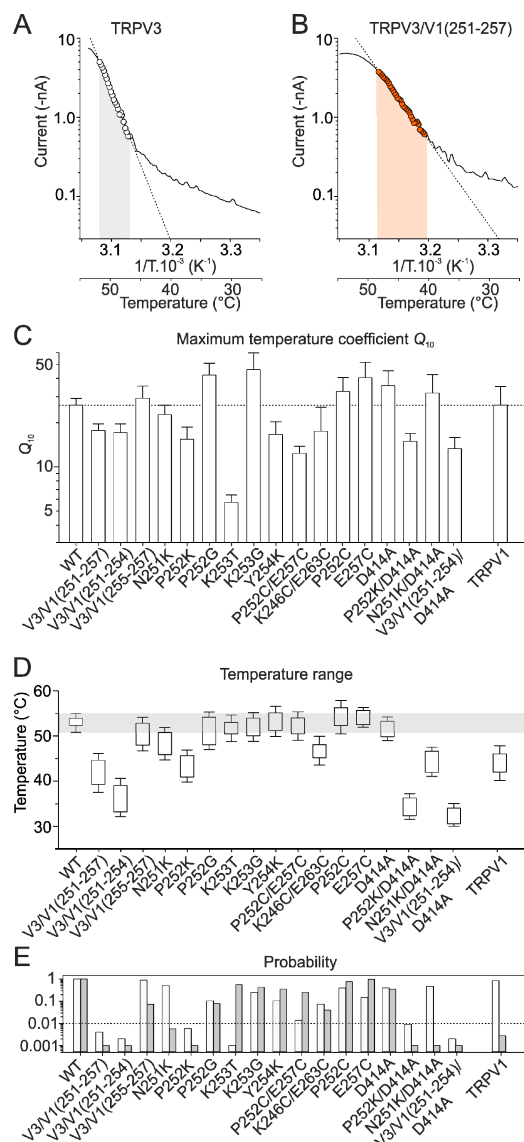 A
TRPV3
B
TRPV3/V1(251-257)
Current (-nA)
10
1.0
0.1
3.1
3.2
3.3
1/T.10⁻³ (K⁻¹)
50
40
30
Temperature (°C)
Current (-nA)
10
1.0
0.1
3.1
3.2
3.3
1/T.10⁻³ (K⁻¹)
50
40
30
Temperature (°C)
C
Maximum temperature coefficient Q₁₀
Q₁₀
50
10
5
WT
V3/V1(251-257)
V3/V1(251-254)
V3/V1(255-257)
N251K
P252K
P252G
K253T
K253G
Y254K
P252C/E257C
K246C/E263C
P252C
E257C
D414A
P252K/D414A
N251K/D414A
V3/V1(251-254)/
D414A
TRPV1
D
Temperature range
Temperature (°C)
60
50
40
30
WT
V3/V1(251-257)
V3/V1(251-254)
V3/V1(255-257)
N251K
P252K
P252G
K253T
K253G
Y254K
P252C/E257C
K246C/E263C
P252C
E257C
D414A
P252K/D414A
N251K/D414A
V3/V1(251-254)/
D414A
TRPV1
E
Probability
1
0.1
0.01
0.001
WT
V3/V1(251-257)
V3/V1(251-254)
V3/V1(255-257)
N251K
P252K
P252G
K253T
K253G
Y254K
P252C/E257C
K246C/E263C
P252C
E257C
D414A
P252K/D414A
N251K/D414A
V3/V1(251-254)/
D414A
TRPV1